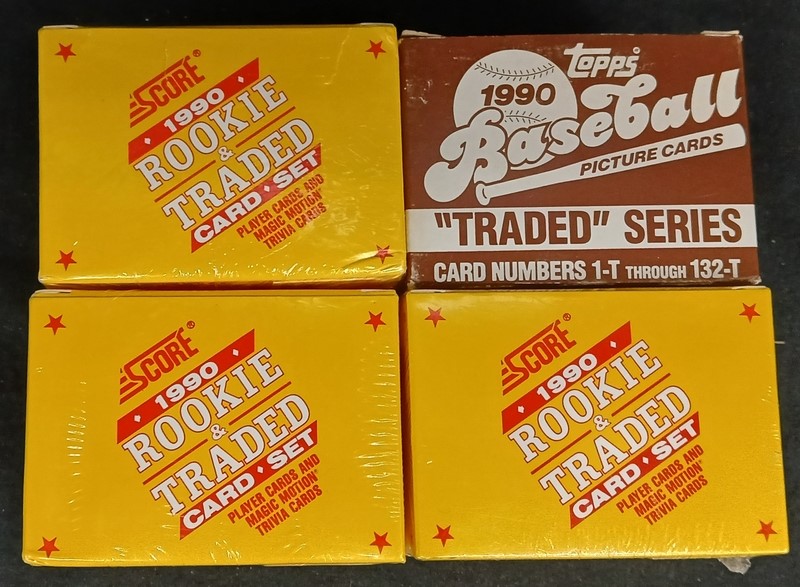 SCORE®
1990
ROOKIE
&
TRADED
CARD • SET
PLAYER CARDS AND
MAGIC MOTION®
TRIVIA CARDS
Topps®
1990
Baseball
PICTURE CARDS
"TRADED" SERIES
CARD NUMBERS 1-T THROUGH 132-T
SCORE®
1990
ROOKIE
&
TRADED
CARD • SET
PLAYER CARDS AND
MAGIC MOTION®
TRIVIA CARDS
SCORE®
1990
ROOKIE
&
TRADED
CARD • SET
PLAYER CARDS AND
MAGIC MOTION®
TRIVIA CARDS